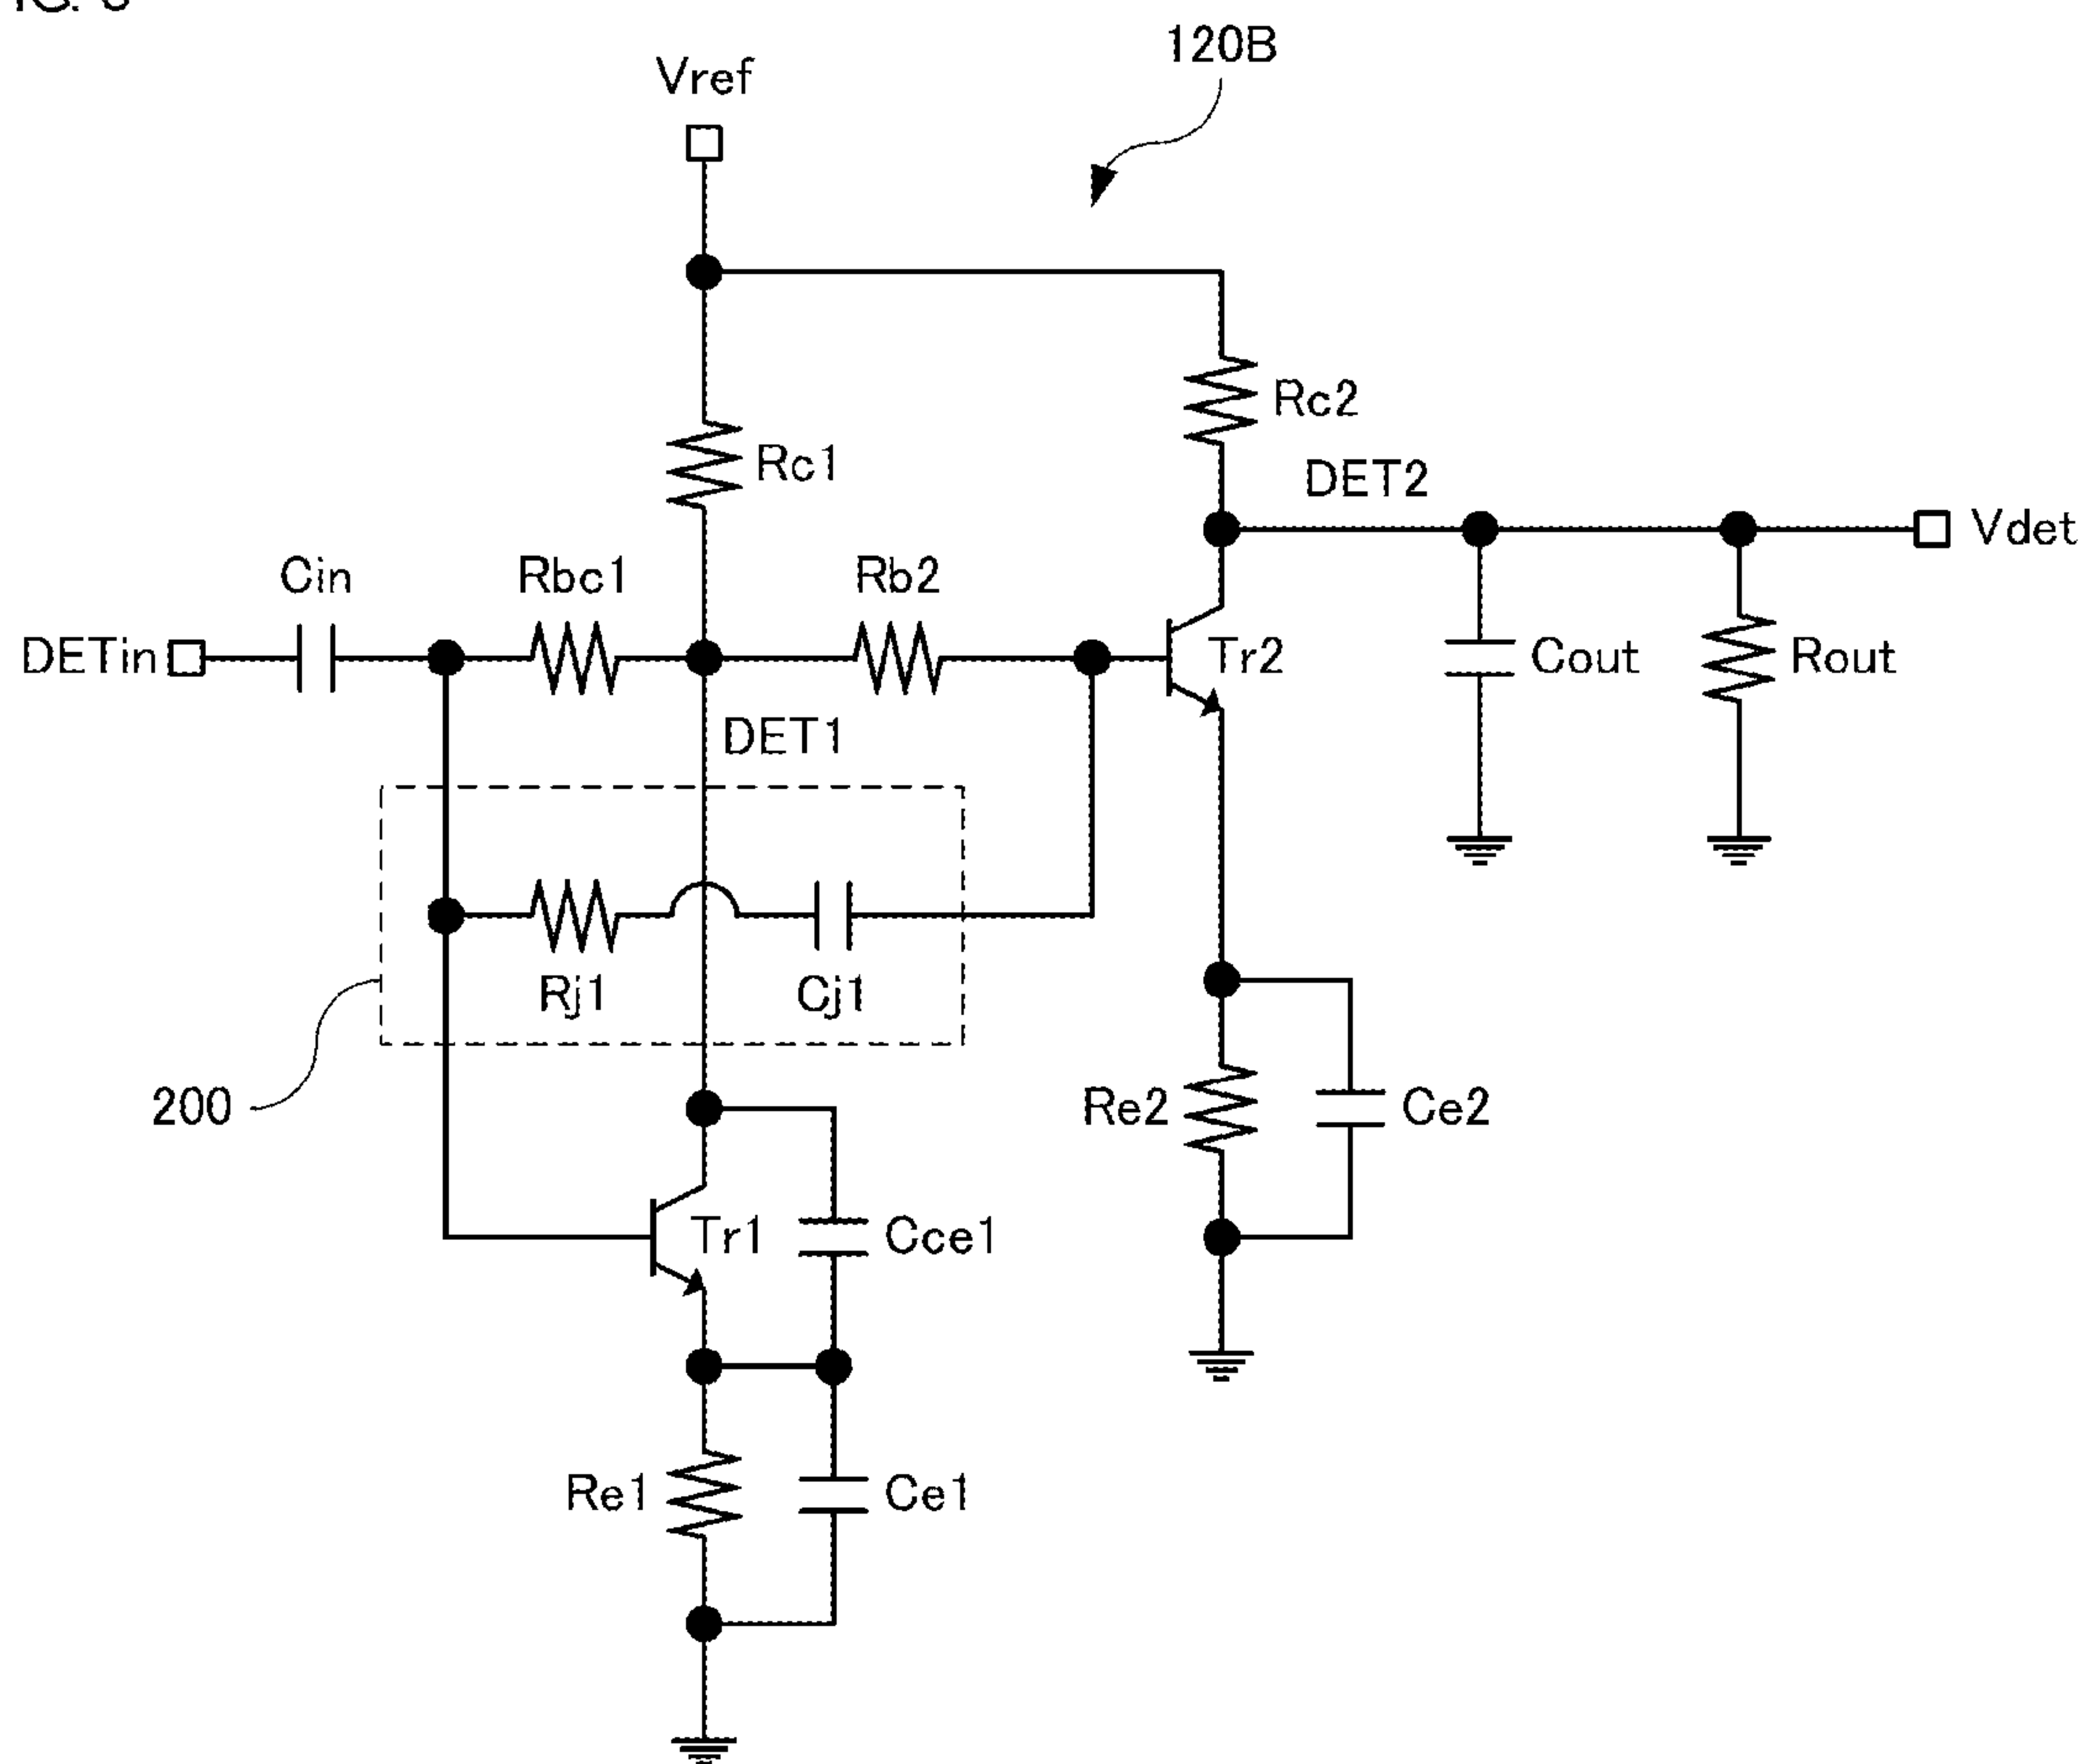 120B
Vref
Rc2
Rc1
DET2
Vdet
Cin
Rbc1
Rb2
DETin
Tr2
Cout
Rout
DET1
Rj1
Cj1
200
Re2
Ce2
Tr1
Cce1
Re1
Ce1